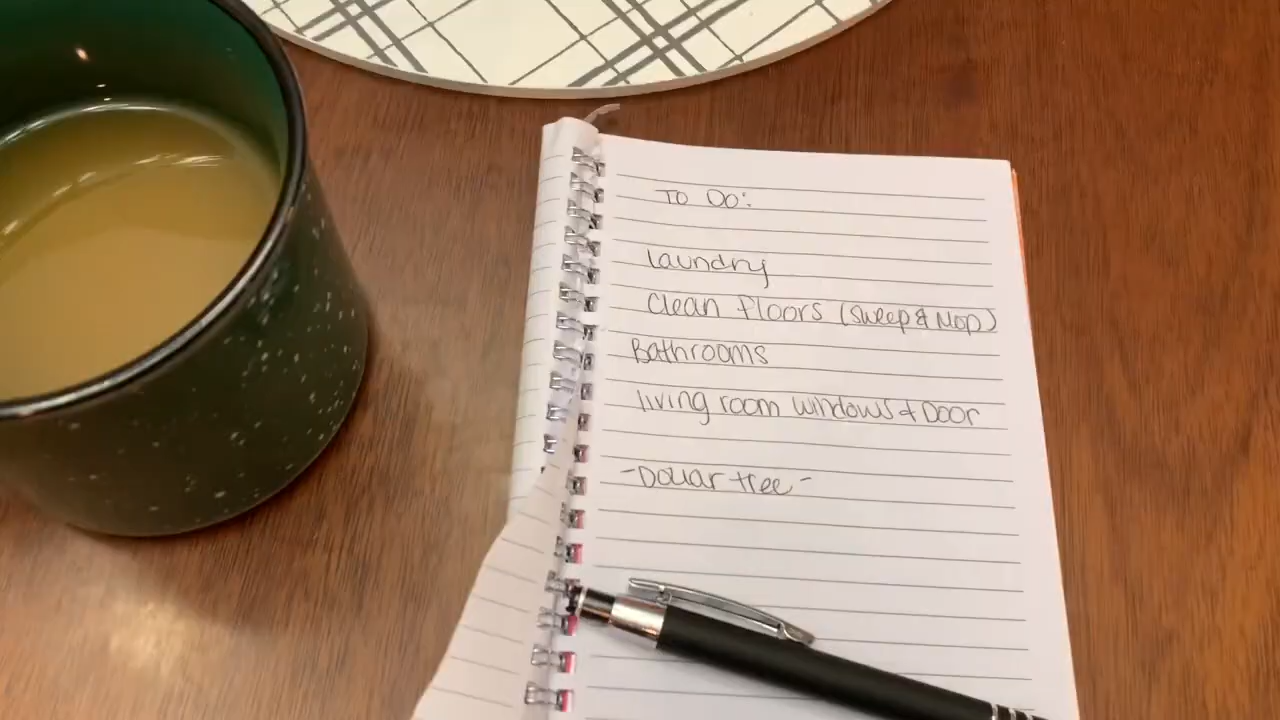 To Do:
laundry
Clean Floors (Sweep & Mop)
Bathrooms
living room windows + Door
-Dollar tree-